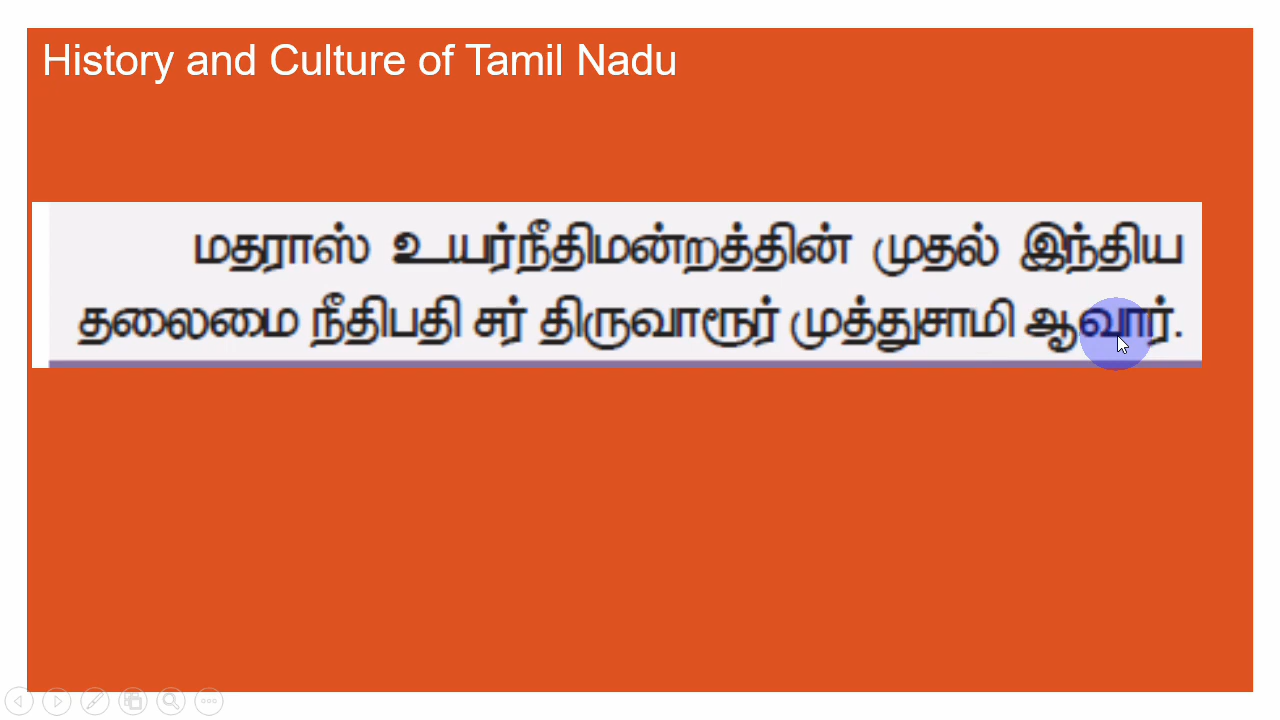 History and Culture of Tamil Nadu
மதராஸ் உயர்நீதிமன்றத்தின் முதல் இந்திய
தலைமை நீதிபதி சர் திருவாரூர் முத்துசாமி ஆவார்.